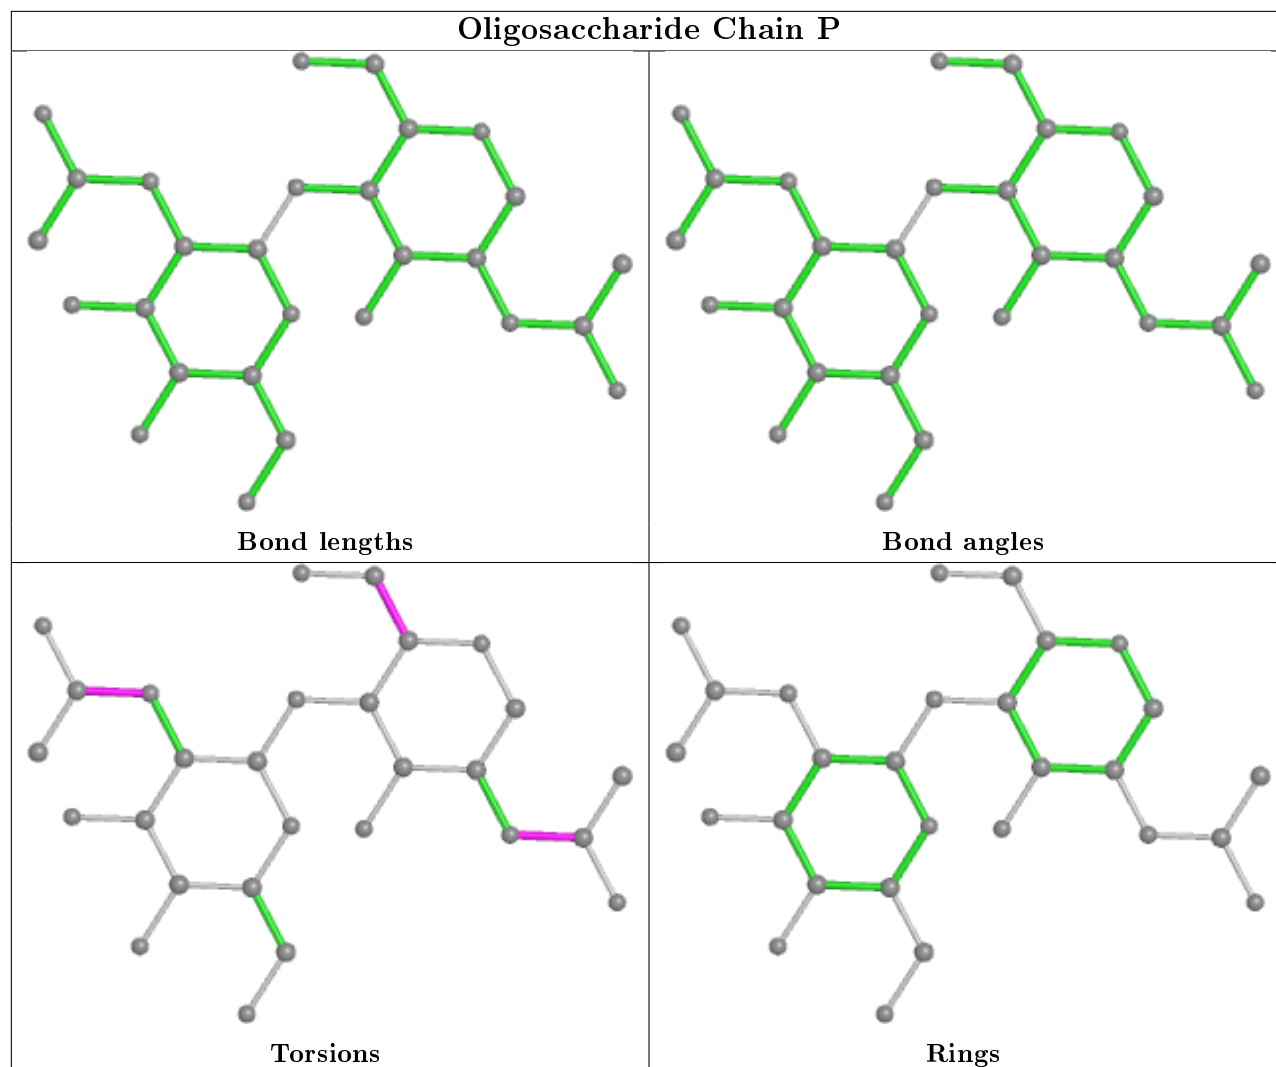 Oligosaccharide Chain P
Bond lengths
Bond angles
Torsions
Rings